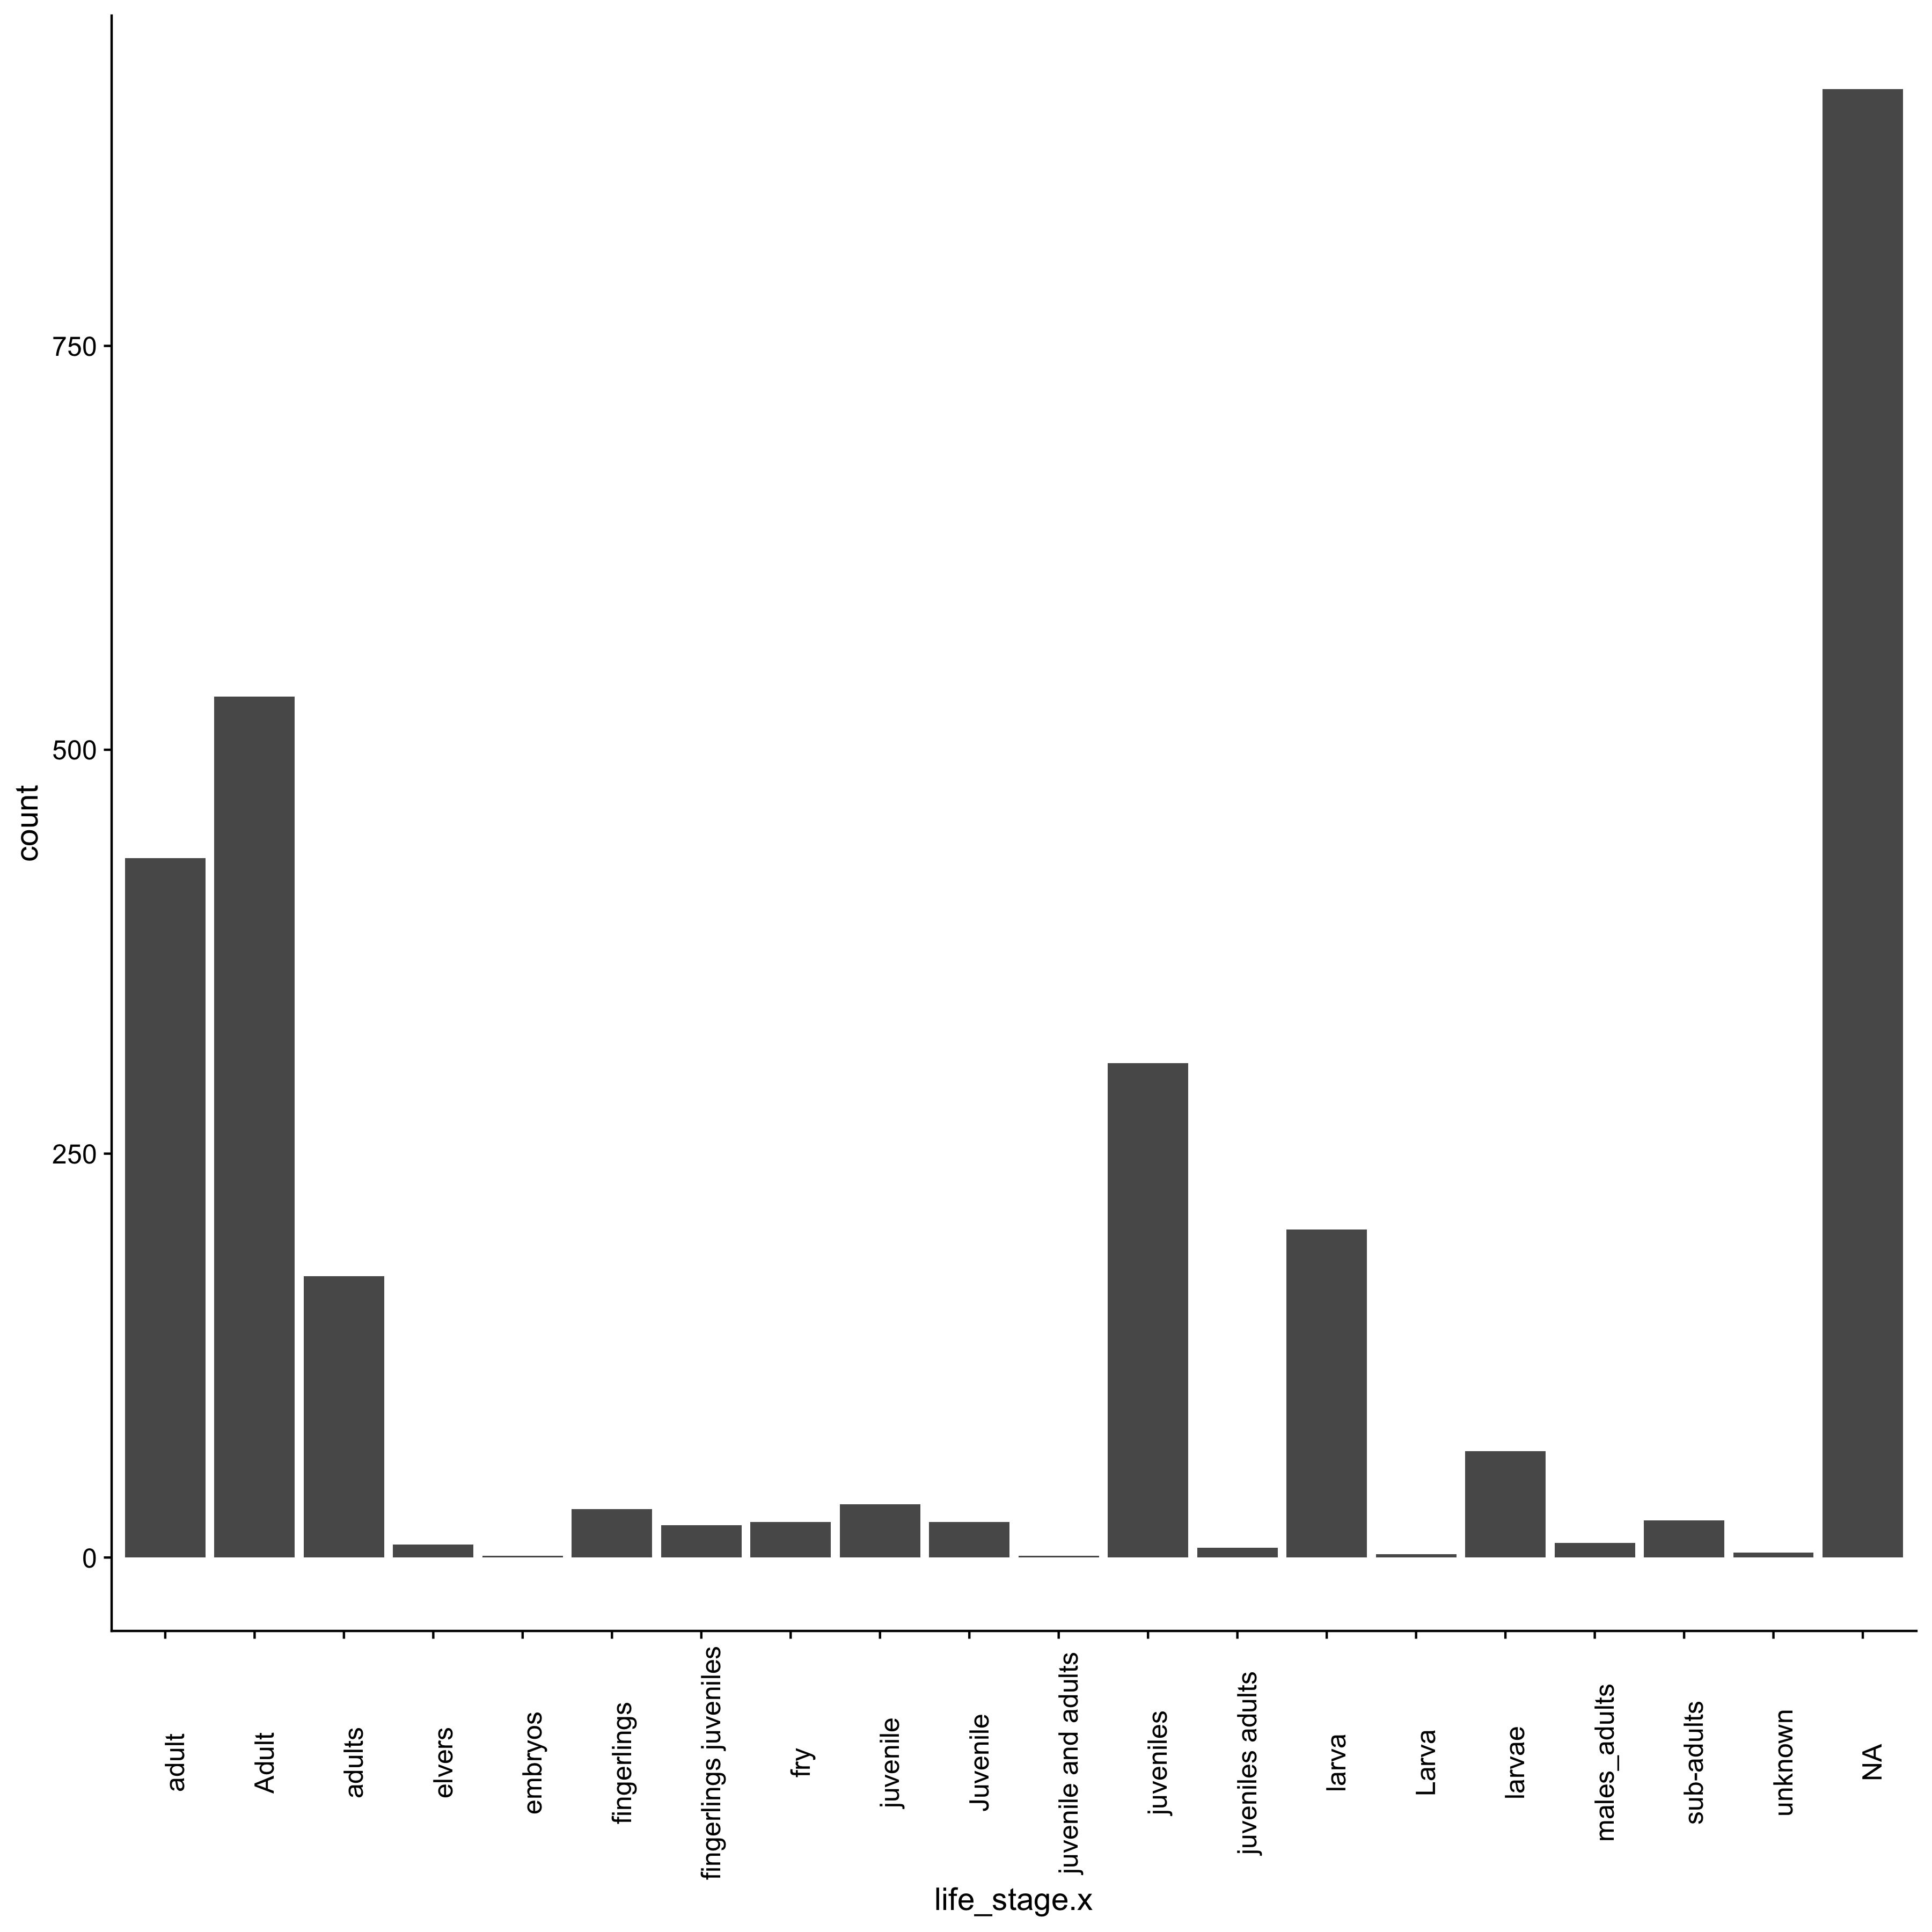 750
500
250
0
count
adult
Adult
adults
elvers
embryos
fingerlings
fingerlings juveniles
fry
juvenile
Juvenile
juvenile and adults
juveniles
juveniles adults
larva
Larva
larvae
males_adults
sub-adults
unknown
NA
life_stage.x